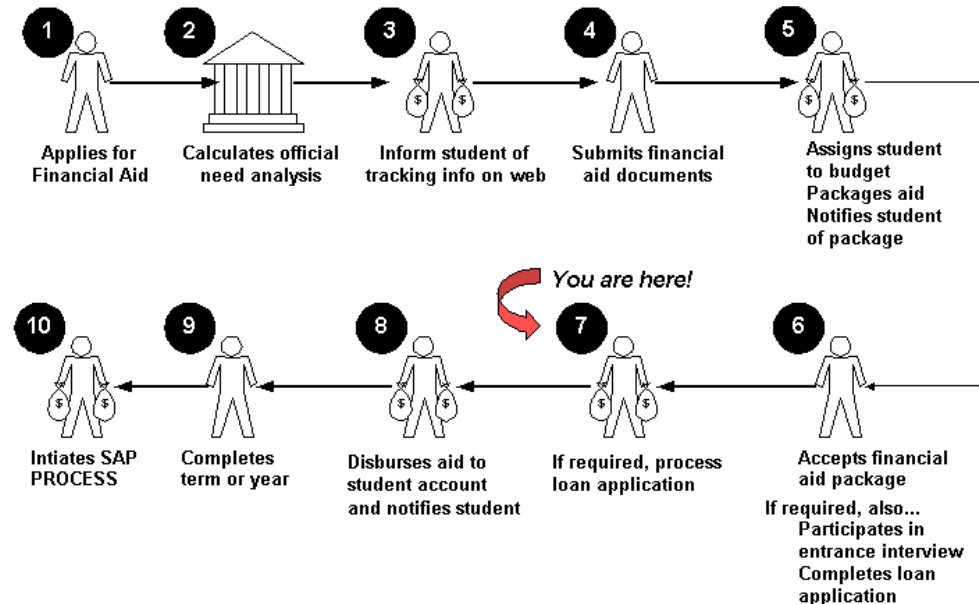 1
Applies for
Financial Aid
2
Calculates official
need analysis
3
$ $
Inform student of
tracking info on web
4
Submits financial
aid documents
5
$ $
Assigns student
to budget
Packages aid
Notifies student
of package
You are here!
10
$ $
Intiates SAP
PROCESS
9
Completes
term or year
8
$ $
Disburses aid to
student account
and notifies student
7
$ $
If required, process
loan application
6
Accepts financial
aid package
If required, also...
Participates in
entrance interview
Completes loan
application